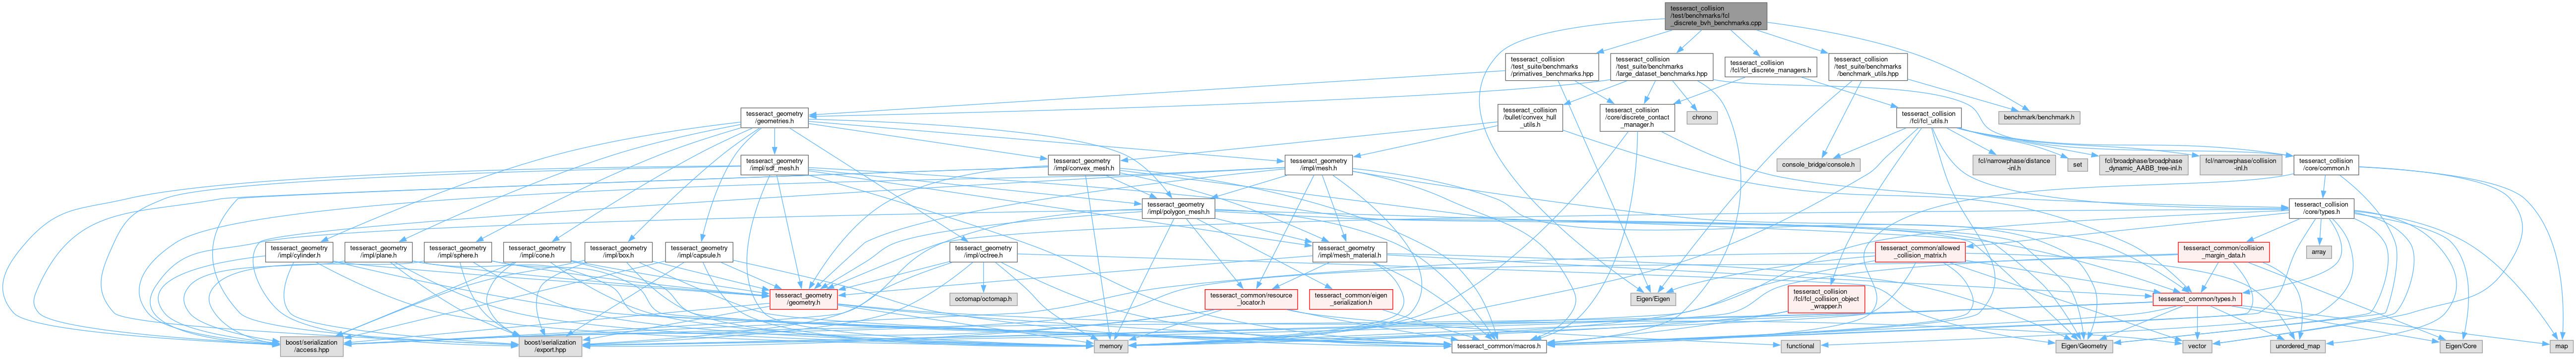 tesseract_collision
/test/benchmarks/fcl
_discrete_bvh_benchmarks.cpp
tesseract_collision
/test_suite/benchmarks
/primatives_benchmarks.hpp
tesseract_collision
/test_suite/benchmarks
/large_dataset_benchmarks.hpp
tesseract_collision
/fcl/fcl_discrete_managers.h
tesseract_collision
/test_suite/benchmarks
/benchmark_utils.hpp
tesseract_geometry
/geometries.h
tesseract_collision
/bullet/convex_hull
_utils.h
tesseract_collision
/core/discrete_contact
_manager.h
chrono
tesseract_collision
/fcl/fcl_utils.h
benchmark/benchmark.h
tesseract_geometry
/impl/sdf_mesh.h
tesseract_geometry
/impl/convex_mesh.h
tesseract_geometry
/impl/mesh.h
console_bridge/console.h
fcl/narrowphase/distance
-inl.h
set
fcl/broadphase/broadphase
_dynamic_AABB_tree-inl.h
fcl/narrowphase/collision
-inl.h
tesseract_collision
/core/common.h
tesseract_geometry
/impl/polygon_mesh.h
tesseract_collision
/core/types.h
tesseract_geometry
/impl/cylinder.h
tesseract_geometry
/impl/plane.h
tesseract_geometry
/impl/sphere.h
tesseract_geometry
/impl/cone.h
tesseract_geometry
/impl/box.h
tesseract_geometry
/impl/capsule.h
tesseract_geometry
/impl/octree.h
tesseract_geometry
/impl/mesh_material.h
tesseract_common/allowed
_collision_matrix.h
tesseract_common/collision
_margin_data.h
array
tesseract_geometry
/geometry.h
octomap/octomap.h
tesseract_common/resource
_locator.h
tesseract_common/eigen
_serialization.h
Eigen/Eigen
tesseract_collision
/fcl/fcl_collision_object
_wrapper.h
tesseract_common/types.h
boost/serialization
/access.hpp
boost/serialization
/export.hpp
memory
tesseract_common/macros.h
functional
Eigen/Geometry
vector
unordered_map
Eigen/Core
map